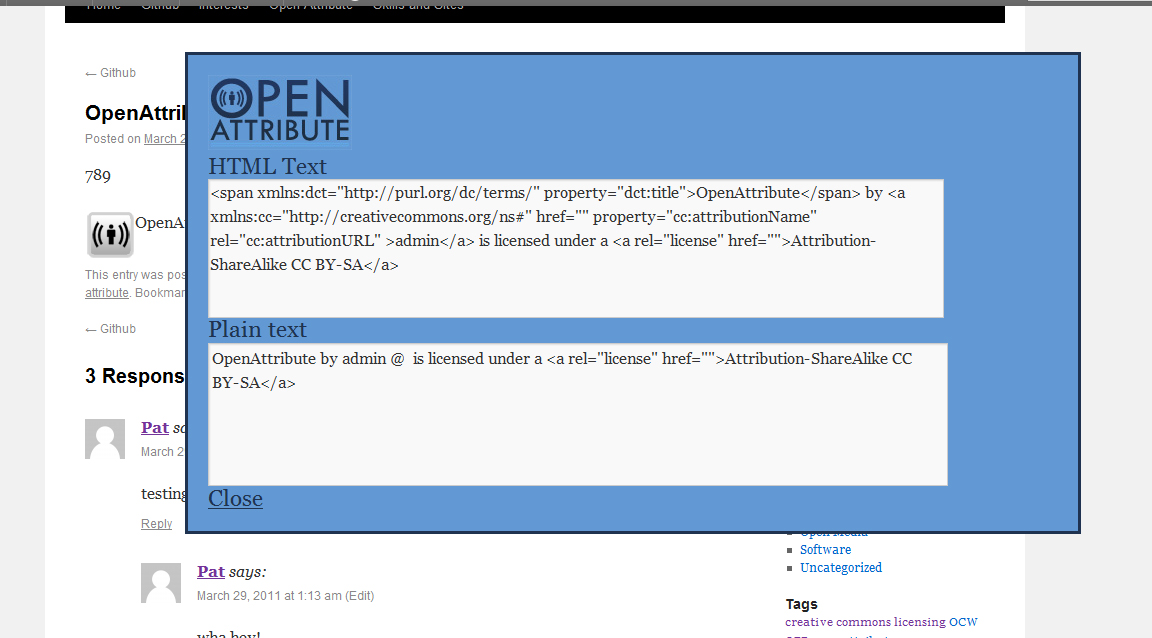 Home Github Interests Open Attribute Skills and Sites
← Github
OPEN
ATTRIBUTE
OpenAttri
Posted on March 2
HTML Text
789
<span xmlns:dct="http://purl.org/dc/terms/" property="dct:title">OpenAttribute</span> by <a
xmlns:cc="http://creativecommons.org/ns#" href="" property="cc:attributionName"
rel="cc:attributionURL" >admin</a> is licensed under a <a rel="license" href="">Attribution-
ShareAlike CC BY-SA</a>
OpenAt
This entry was pos
attribute. Bookmar
← Github
Plain text
OpenAttribute by admin @  is licensed under a <a rel="license" href="">Attribution-ShareAlike CC
BY-SA</a>
3 Respons
Pat sa
March 2
testing
Reply
Close
Open Media
Software
Uncategorized
Pat says:
March 29, 2011 at 1:13 am (Edit)
Tags
creative commons licensing OCW
wha hey!